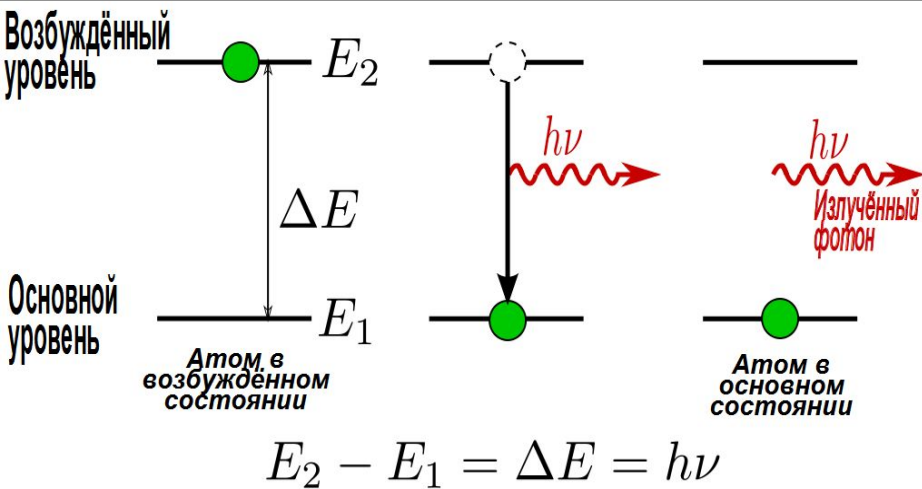 Возбуждённый
уровень
E₂
hν
hν
Излучённый
фотон
ΔE
Основной
уровень
E₁
Атом в
возбуждённом
состоянии
Атом в
основном
состоянии
E₂ − E₁ = ΔE = hν